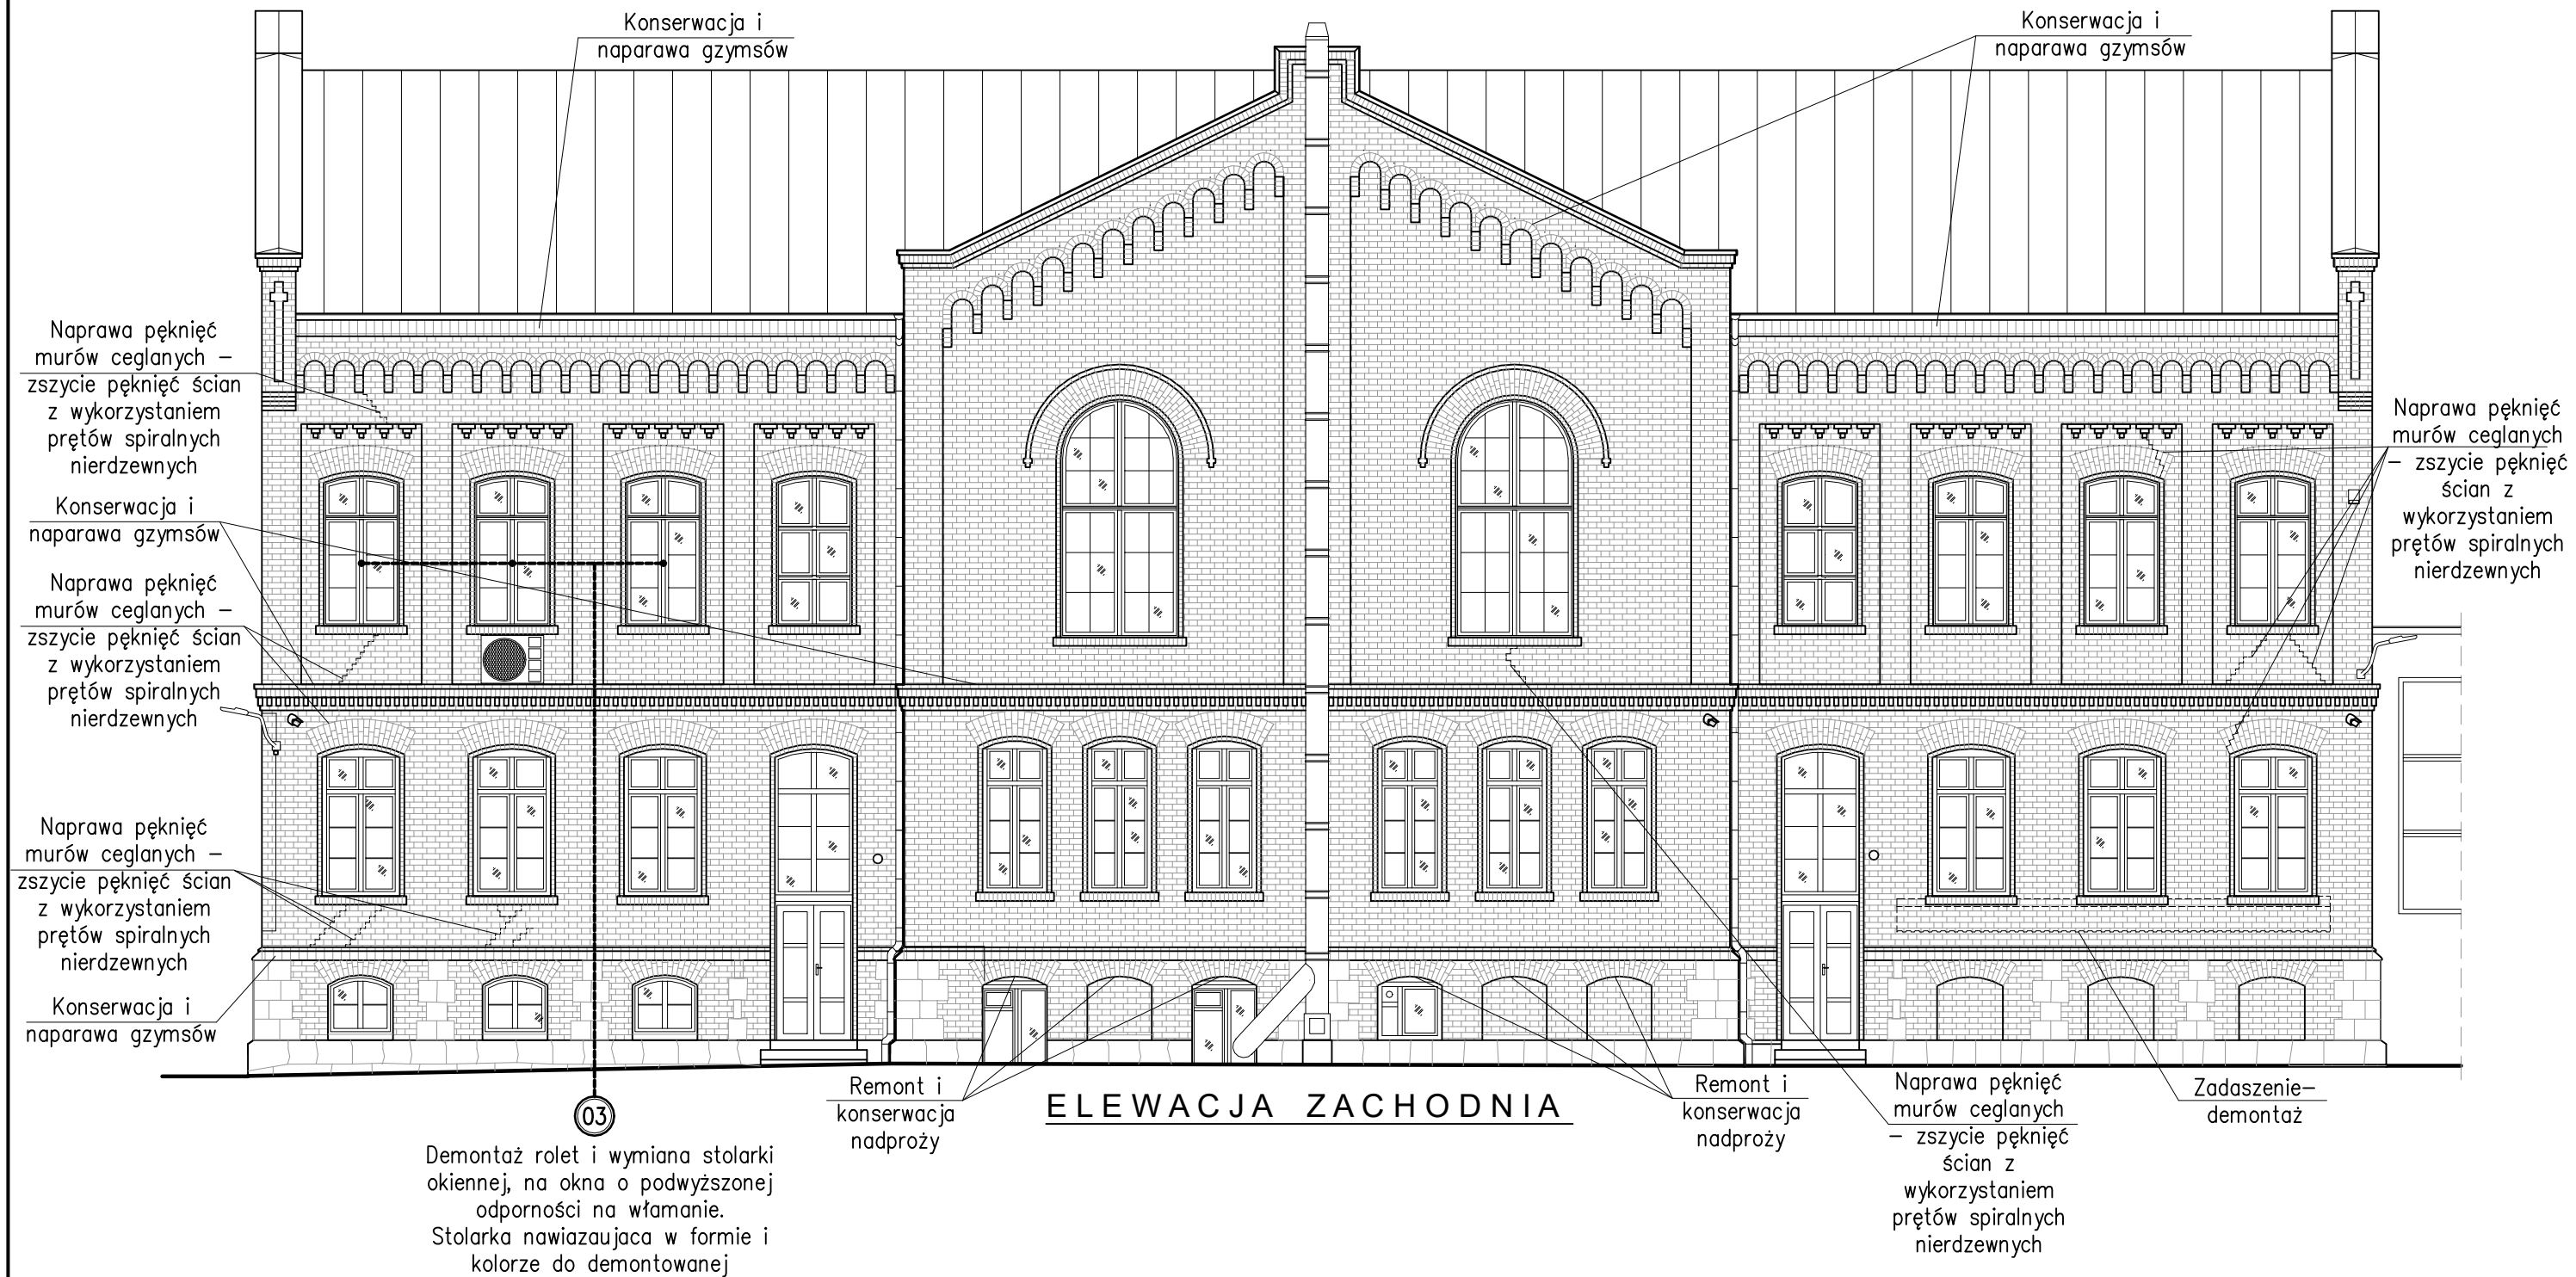 Konserwacja i
naparawa gzymsów
Konserwacja i
naparawa gzymsów
Naprawa pęknięć
murów ceglanych –
zszycie pęknięć ścian
z wykorzystaniem
prętów spiralnych
nierdzewnych
Konserwacja i
naparawa gzymsów
Naprawa pęknięć
murów ceglanych –
zszycie pęknięć ścian
z wykorzystaniem
prętów spiralnych
nierdzewnych
Naprawa pęknięć
murów ceglanych –
zszycie pęknięć ścian
z wykorzystaniem
prętów spiralnych
nierdzewnych
Konserwacja i
naparawa gzymsów
Naprawa pęknięć
murów ceglanych
– zszycie pęknięć
ścian z
wykorzystaniem
prętów spiralnych
nierdzewnych
03
Demontaż rolet i wymiana stolarki
okiennej, na okna o podwyższonej
odporności na włamanie.
Stolarka nawiazaujaca w formie i
kolorze do demontowanej
Remont i
konserwacja
nadproży
ELEWACJA ZACHODNIA
Remont i
konserwacja
nadproży
Naprawa pęknięć
murów ceglanych
– zszycie pęknięć
ścian z
wykorzystaniem
prętów spiralnych
nierdzewnych
Zadaszenie–
demontaż